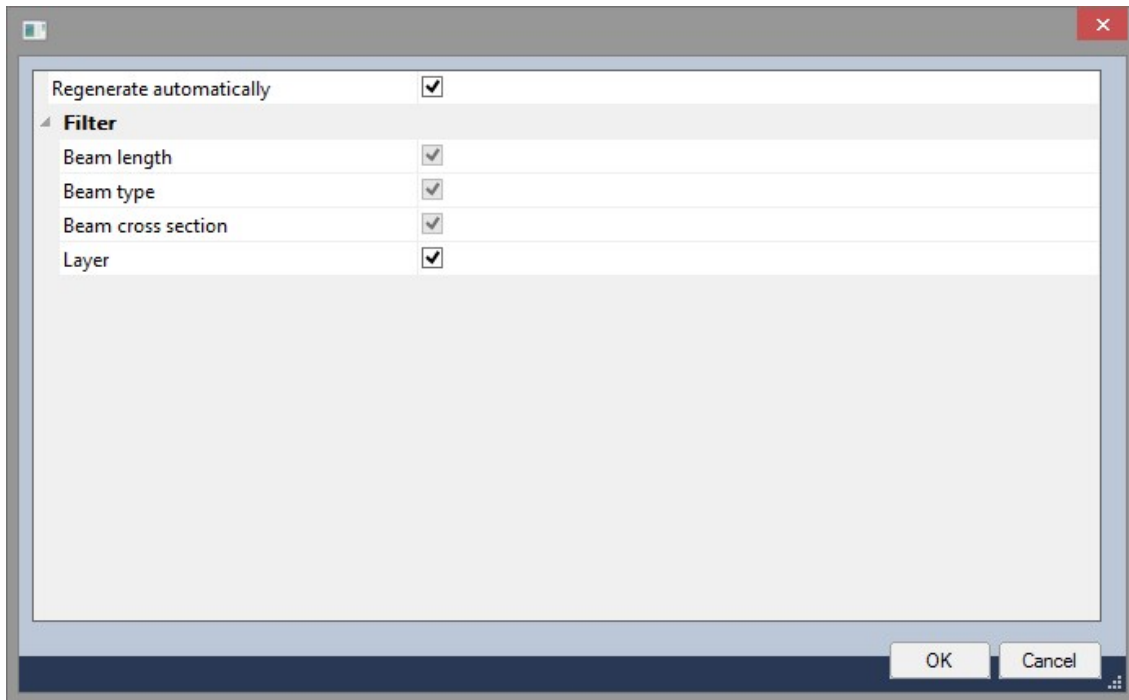 Regenerate automatically
Filter
Beam length
Beam type
Beam cross section
Layer
OK Cancel